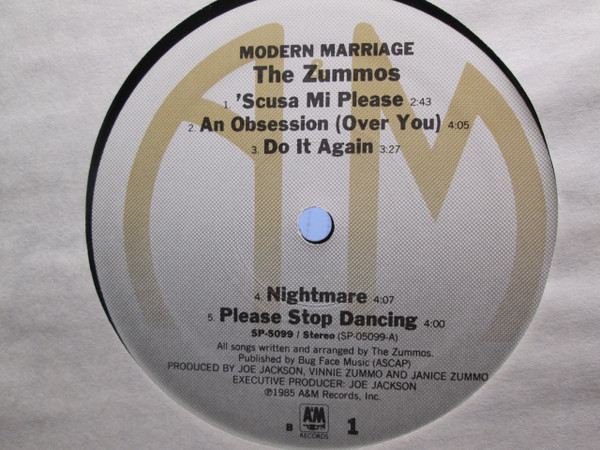 MODERN MARRIAGE
The Zummos
1. 'Scusa Mi Please 2:43
2. An Obsession (Over You) 4:05
3. Do It Again 3:27
4. Nightmare 4:07
5. Please Stop Dancing 4:00
SP-5099 / Stereo (SP-05099-A)
All songs written and arranged by The Zummos.
Published by Bug Face Music (ASCAP)
PRODUCED BY JOE JACKSON, VINNIE ZUMMO AND JANICE ZUMMO
EXECUTIVE PRODUCER: JOE JACKSON
℗1985 A&M Records, Inc.
B A&M RECORDS 1
A&M